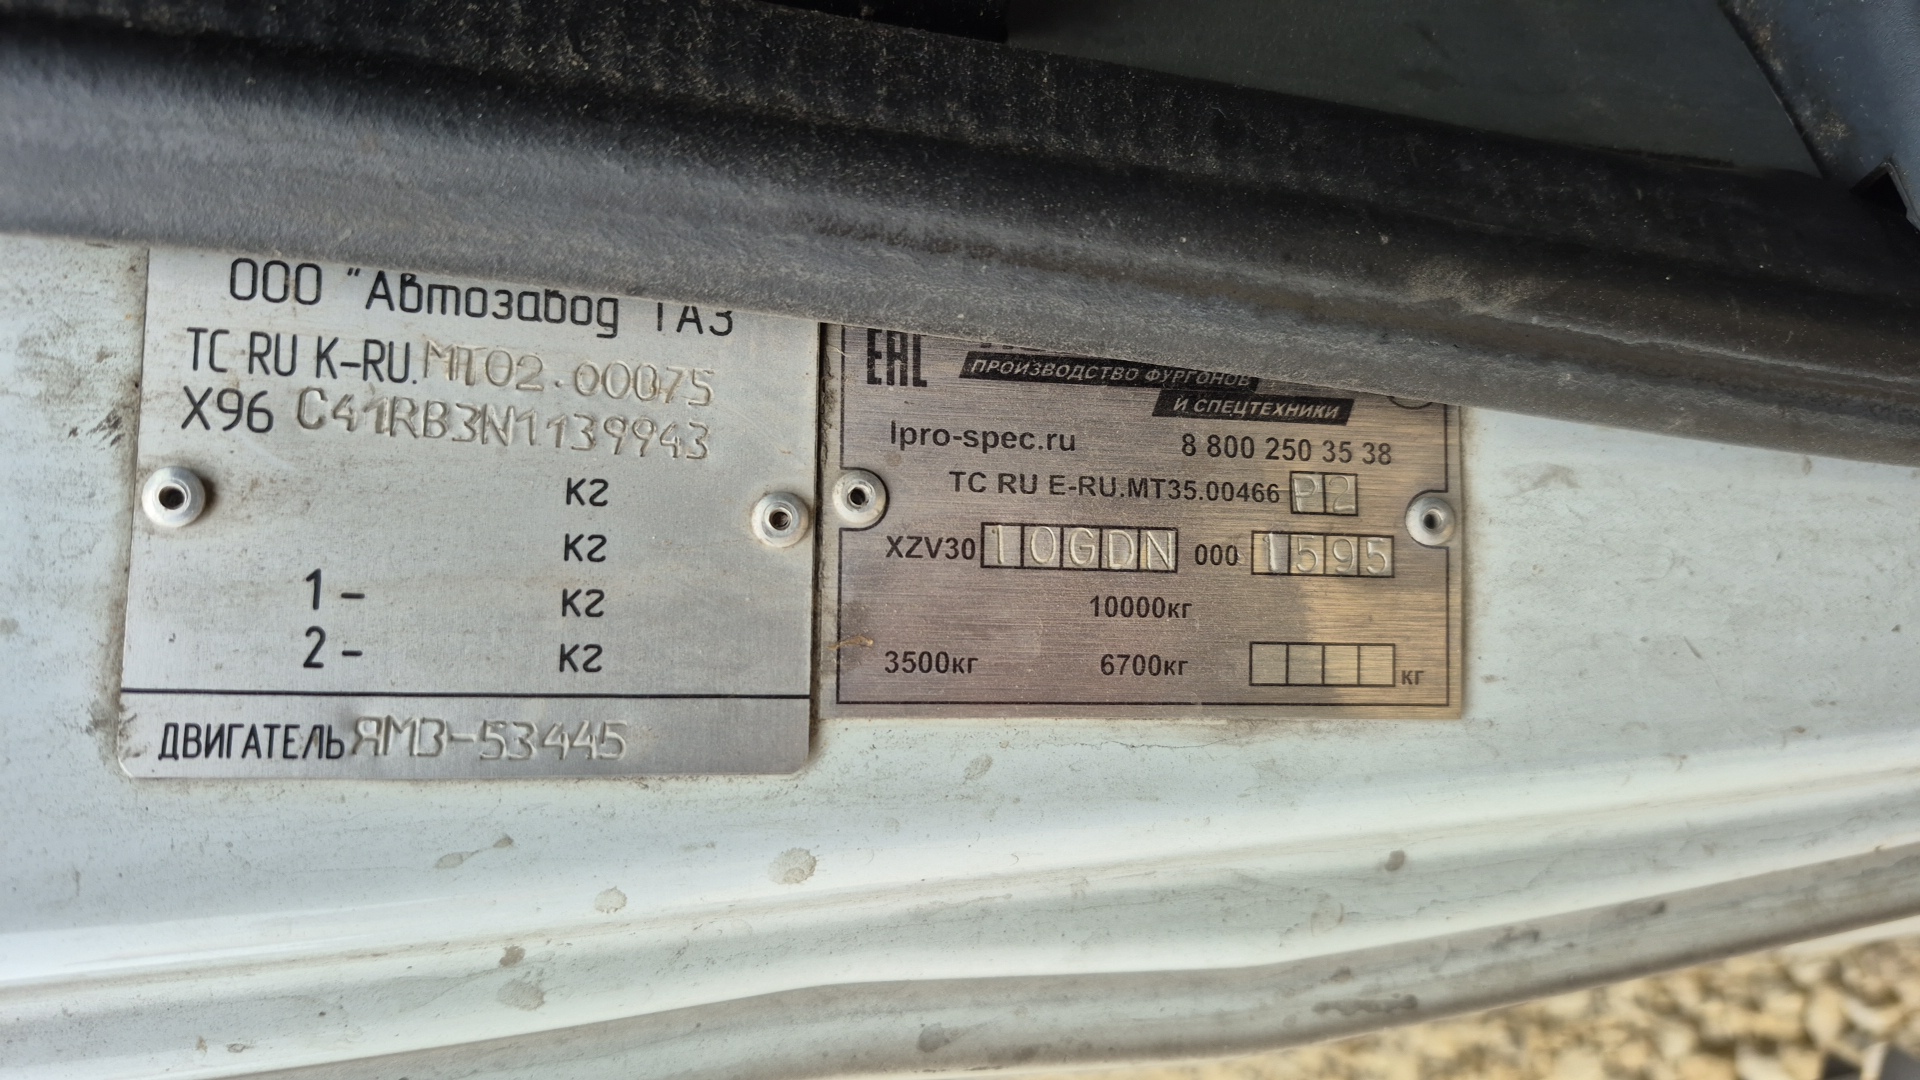 ООО "Автозавод ГАЗ
ТС RU К-RU.МТ02.00075
X96 C41RB3N1139943
кг
кг
1 - кг
2 - кг
ДВИГАТЕЛЬ ЯМЗ-53445
ЕАС
ПРОИЗВОДСТВО ФУРГОНОВ
И СПЕЦТЕХНИКИ
lpro-spec.ru 8 800 250 35 38
ТС RU Е-RU.МТ35.00466 Р2
XZV30 10GDN 000 1595
10000кг
3500кг 6700кг кг